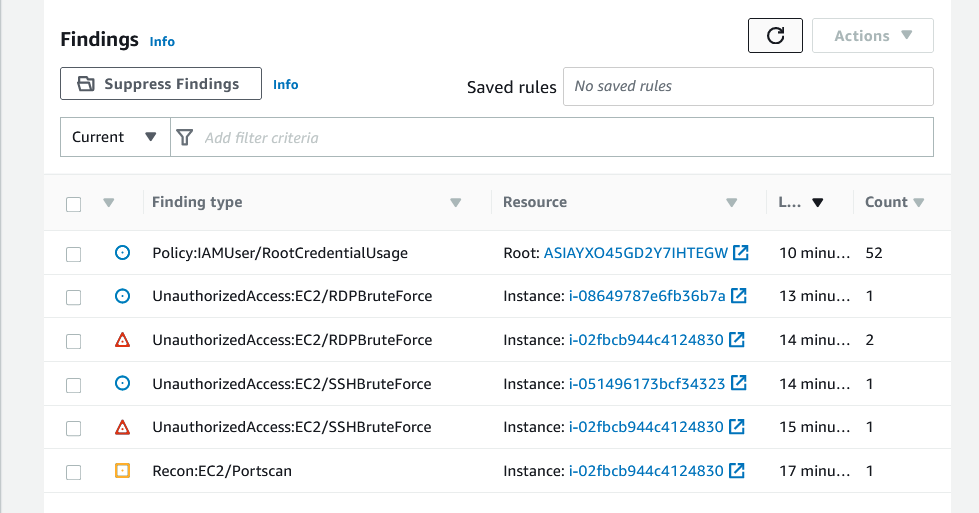 Findings Info
Actions
Suppress Findings Info Saved rules No saved rules
Current Add filter criteria
Finding type Resource L... Count
Policy:IAMUser/RootCredentialUsage Root: ASIAYXO45GD2Y7IHTEGW 10 minu... 52
UnauthorizedAccess:EC2/RDPBruteForce Instance: i-08649787e6fb36b7a 13 minu... 1
UnauthorizedAccess:EC2/RDPBruteForce Instance: i-02fbcb944c4124830 14 minu... 2
UnauthorizedAccess:EC2/SSHBruteForce Instance: i-051496173bcf34323 14 minu... 1
UnauthorizedAccess:EC2/SSHBruteForce Instance: i-02fbcb944c4124830 15 minu... 1
Recon:EC2/Portscan Instance: i-02fbcb944c4124830 17 minu... 1